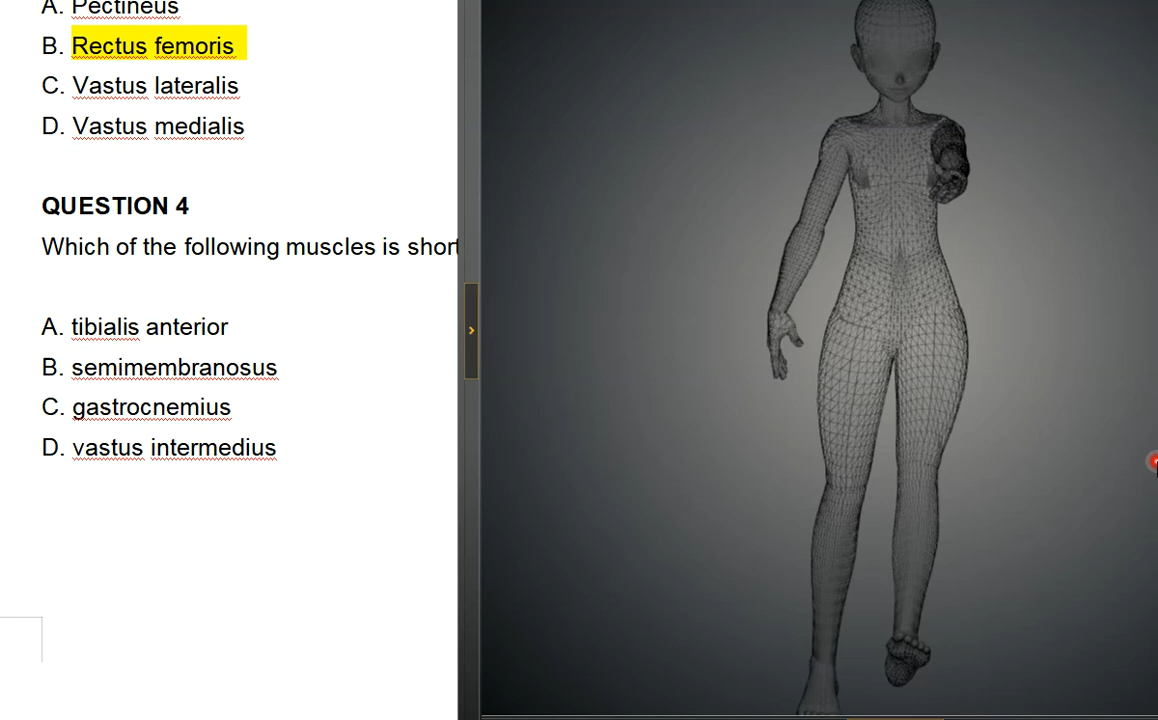 A. Pectineus
B. Rectus femoris
C. Vastus lateralis
D. Vastus medialis
QUESTION 4
Which of the following muscles is short
A. tibialis anterior
B. semimembranosus
C. gastrocnemius
D. vastus intermedius